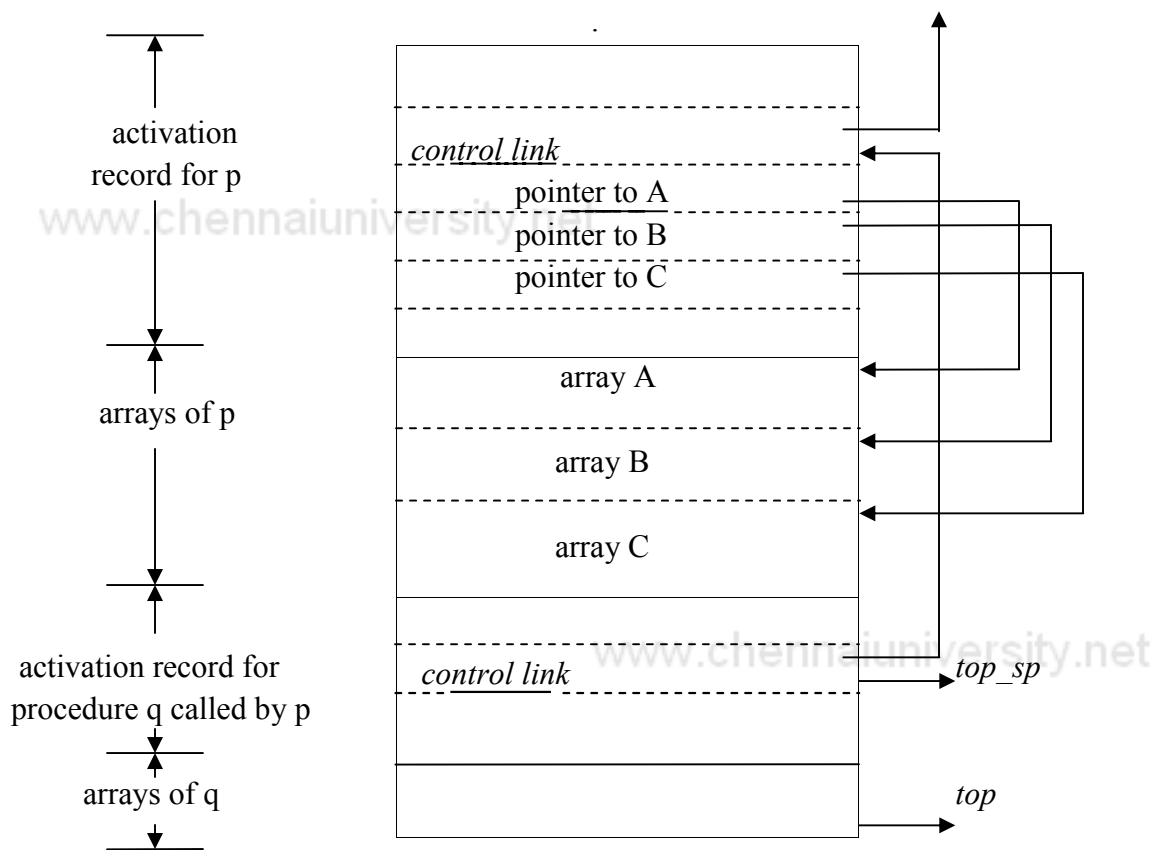 activation
record for p
control link
pointer to A
www.chennaiuniversity.net
pointer to B
pointer to C
array A
arrays of p
array B
array C
www.chennaiuniversity.net
activation record for
procedure q called by p
control link
top_sp
arrays of q
top